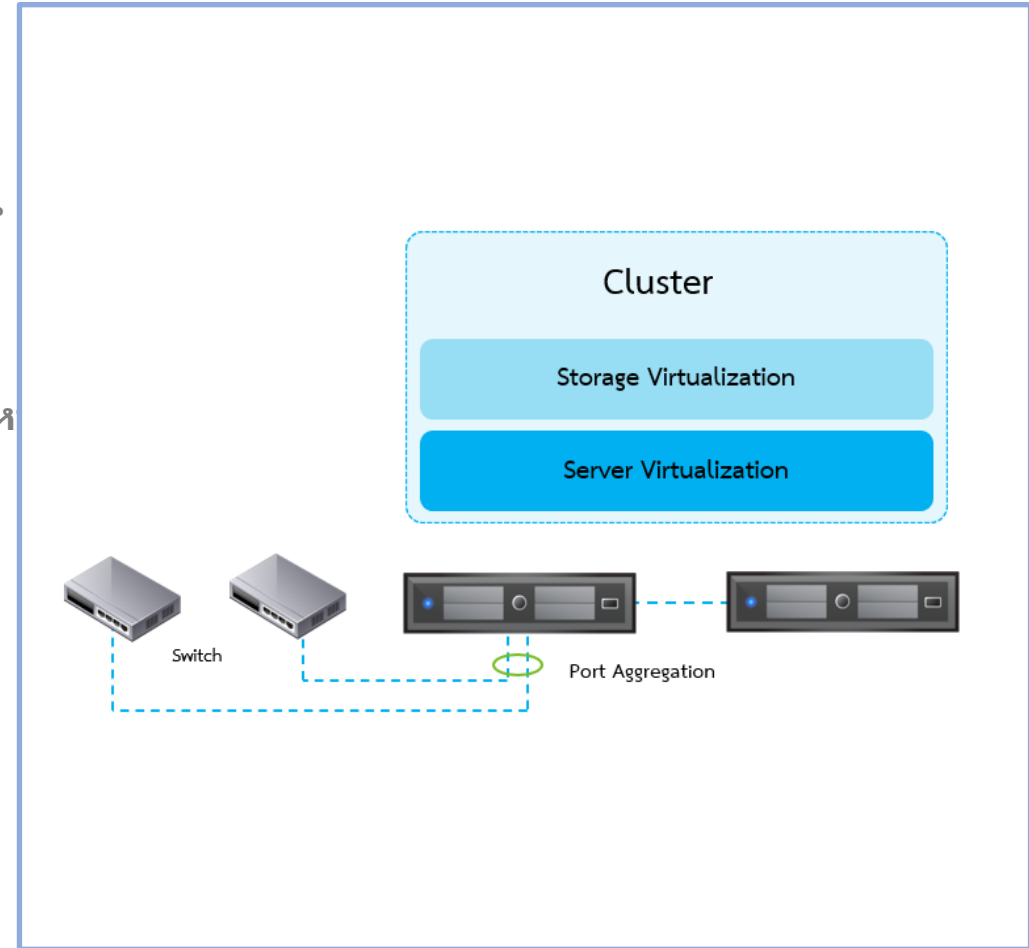 Cluster
Storage Virtualization
Server Virtualization
Switch
Port Aggregation